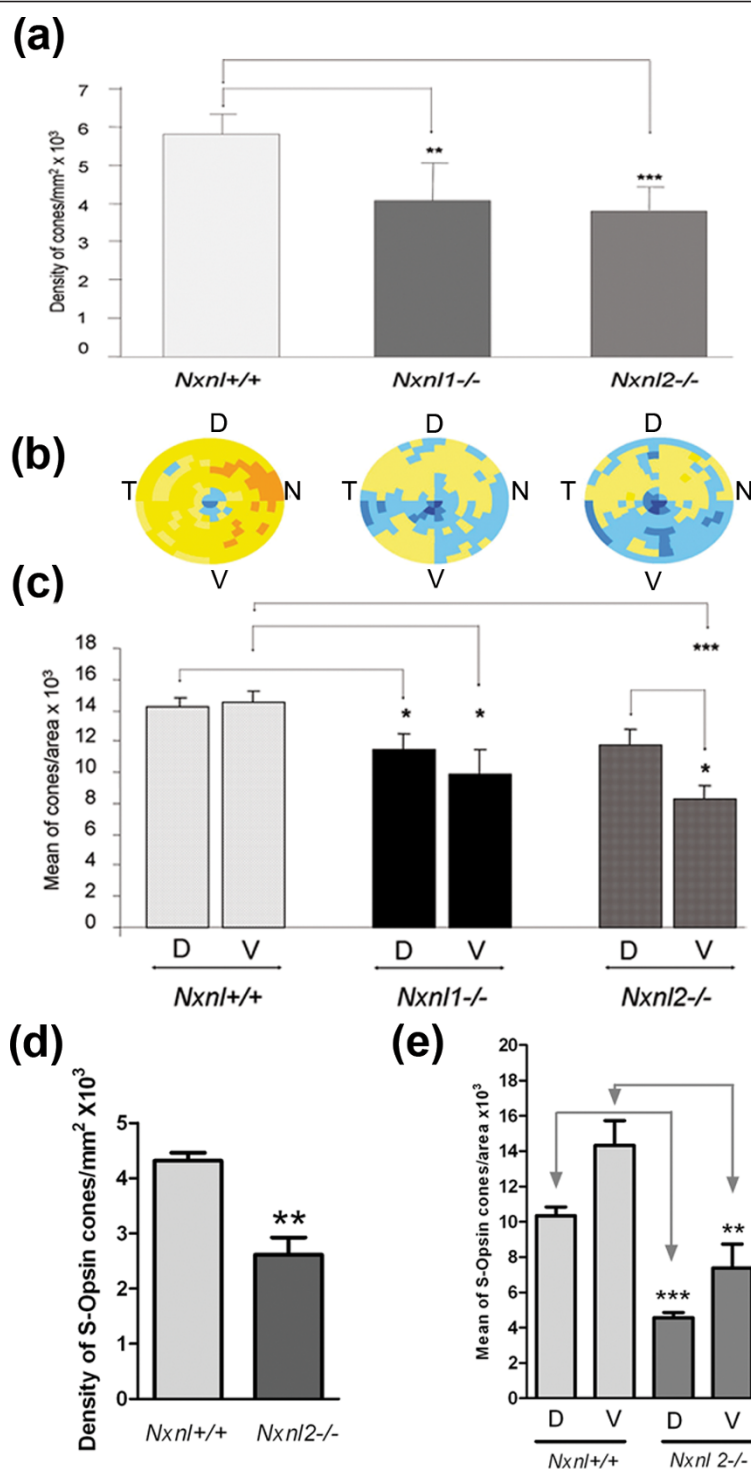 (a)
Density of cones/mm² x 10³
7
6
5
4
3
2
1
0
**
***
Nxnl+/+ Nxnl1-/- Nxnl2-/-
(b)
D D D
T N T N T N
V V V
(c)
Mean of cones/area x 10³
18
16
14
12
10
8
6
4
2
0
***
* * *
D V D V D V
Nxnl+/+ Nxnl1-/- Nxnl2-/-
(d)
Density of S-Opsin cones/mm² X10³
5
4
3
2
1
0
**
Nxnl+/+ Nxnl2-/-
(e)
Mean of S-Opsin cones/area x10³
20
18
16
14
12
10
8
6
4
2
0
**
***
D V D V
Nxnl+/+ Nxnl 2-/-